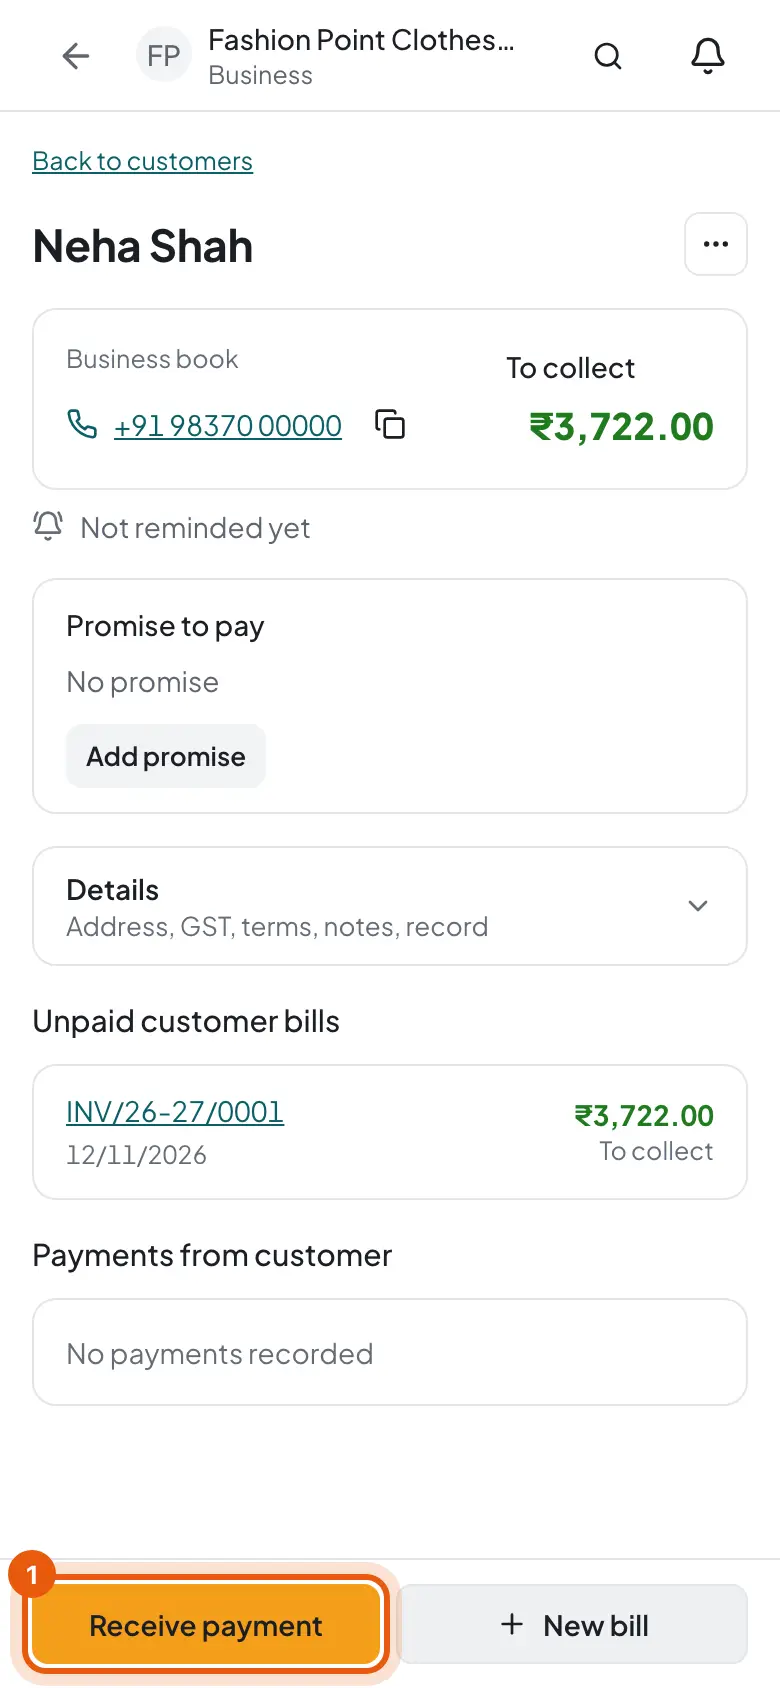 FP
Fashion Point Clothes...
Business
Back to customers
Neha Shah
Business book
To collect
+91 98370 00000
₹3,722.00
Not reminded yet
Promise to pay
No promise
Add promise
Details
Address, GST, terms, notes, record
Unpaid customer bills
INV/26-27/0001
₹3,722.00
12/11/2026
To collect
Payments from customer
No payments recorded
1
Receive payment
+ New bill